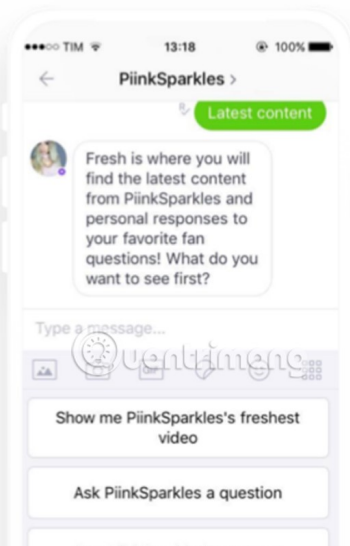 TIM 13:18 100%
PiinkSparkles >
Latest content
Fresh is where you will
find the latest content
from PiinkSparkles and
personal responses to
your favorite fan
questions! What do you
want to see first?
Type a message...
Quantrimang
Show me PiinkSparkles's freshest
video
Ask PiinkSparkles a question